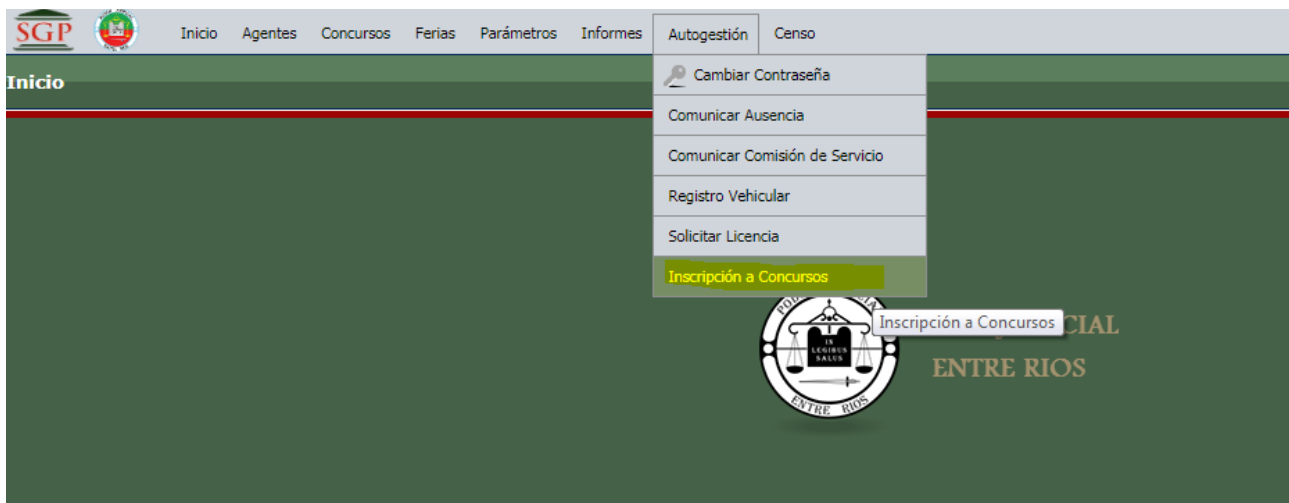 SGP Inicio Agentes Concursos Ferias Parámetros Informes Autogestión Censo
Inicio
Cambiar Contraseña
Comunicar Ausencia
Comunicar Comisión de Servicio
Registro Vehicular
Solicitar Licencia
Inscripción a Concursos
Inscripción a Concursos
CIAL
ENTRE RIOS
IN
LEGIBUS
SALUS
ENTRE RIOS